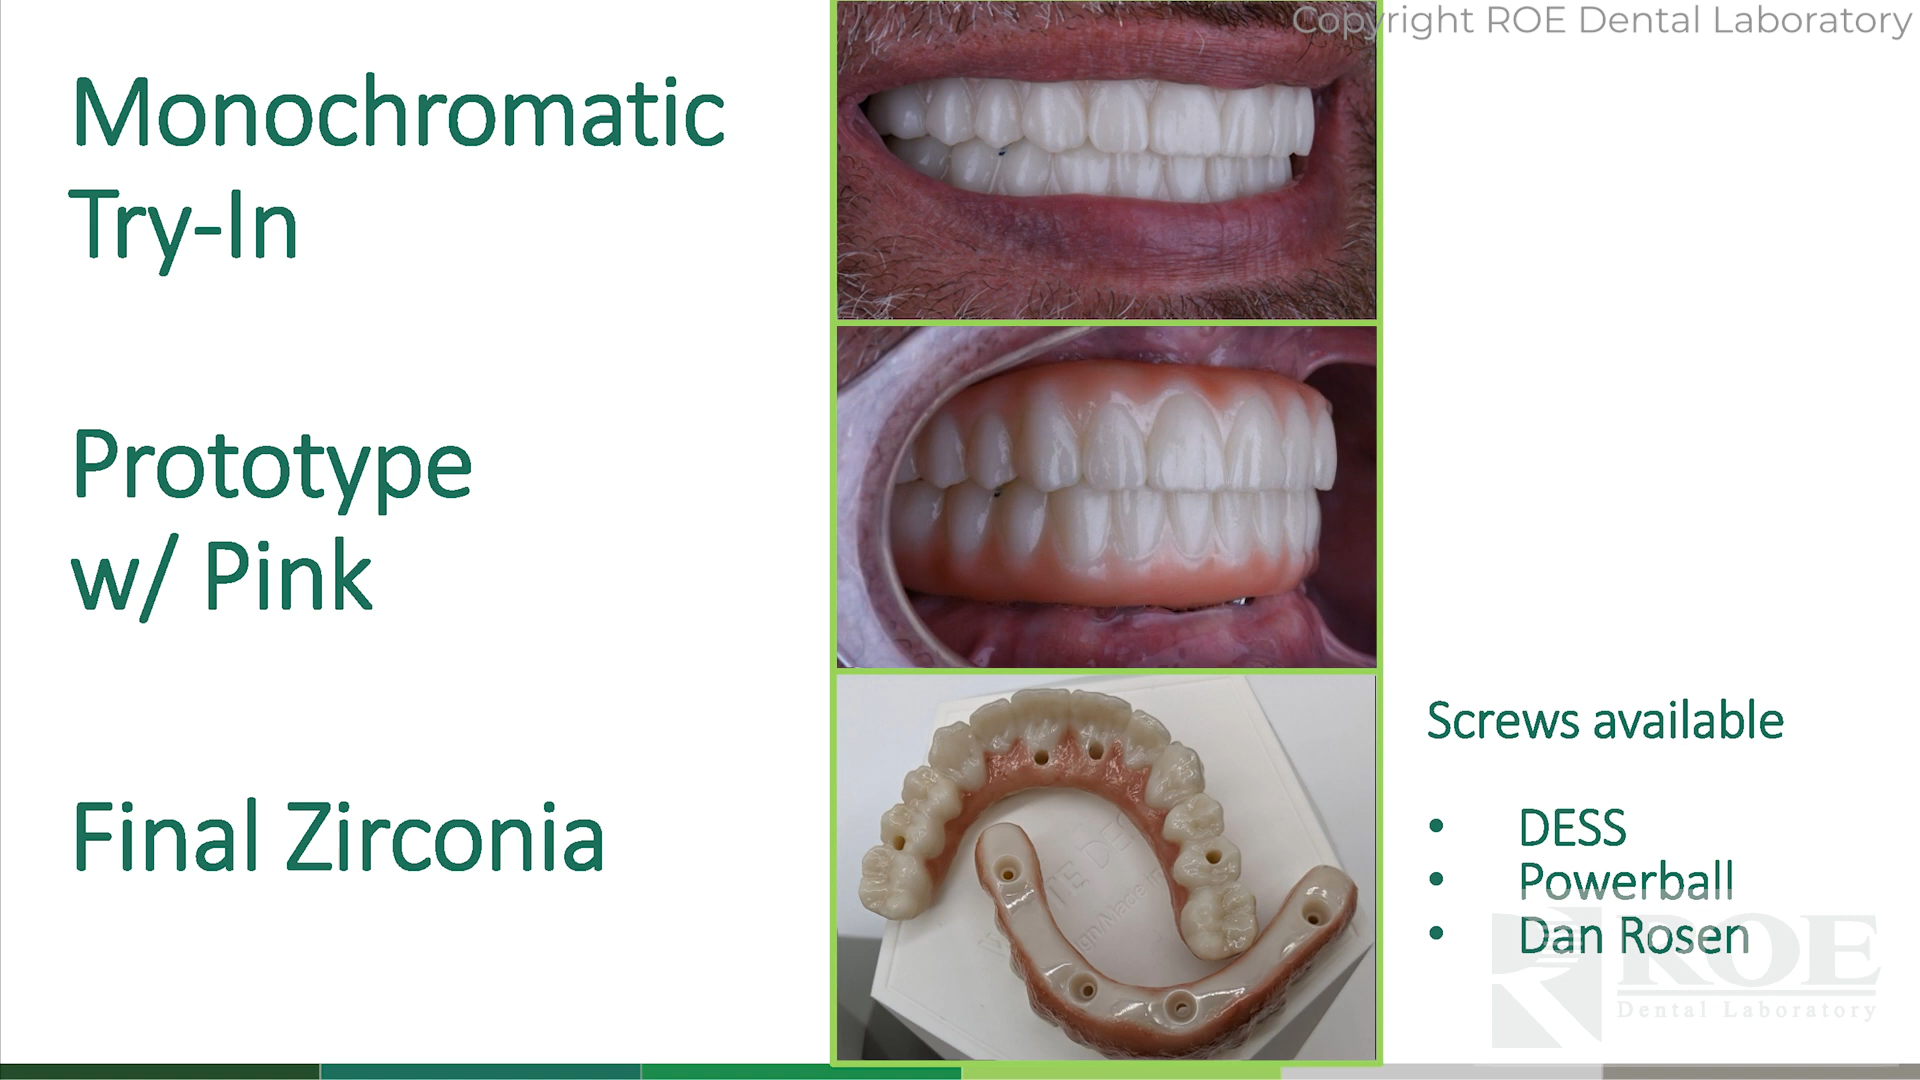 Copyright ROE Dental Laboratory
Monochromatic
Try-In
Prototype
w/ Pink
Final Zirconia
Screws available
• DESS
• Powerball
• Dan Rosen
ROE
Dental Laboratory